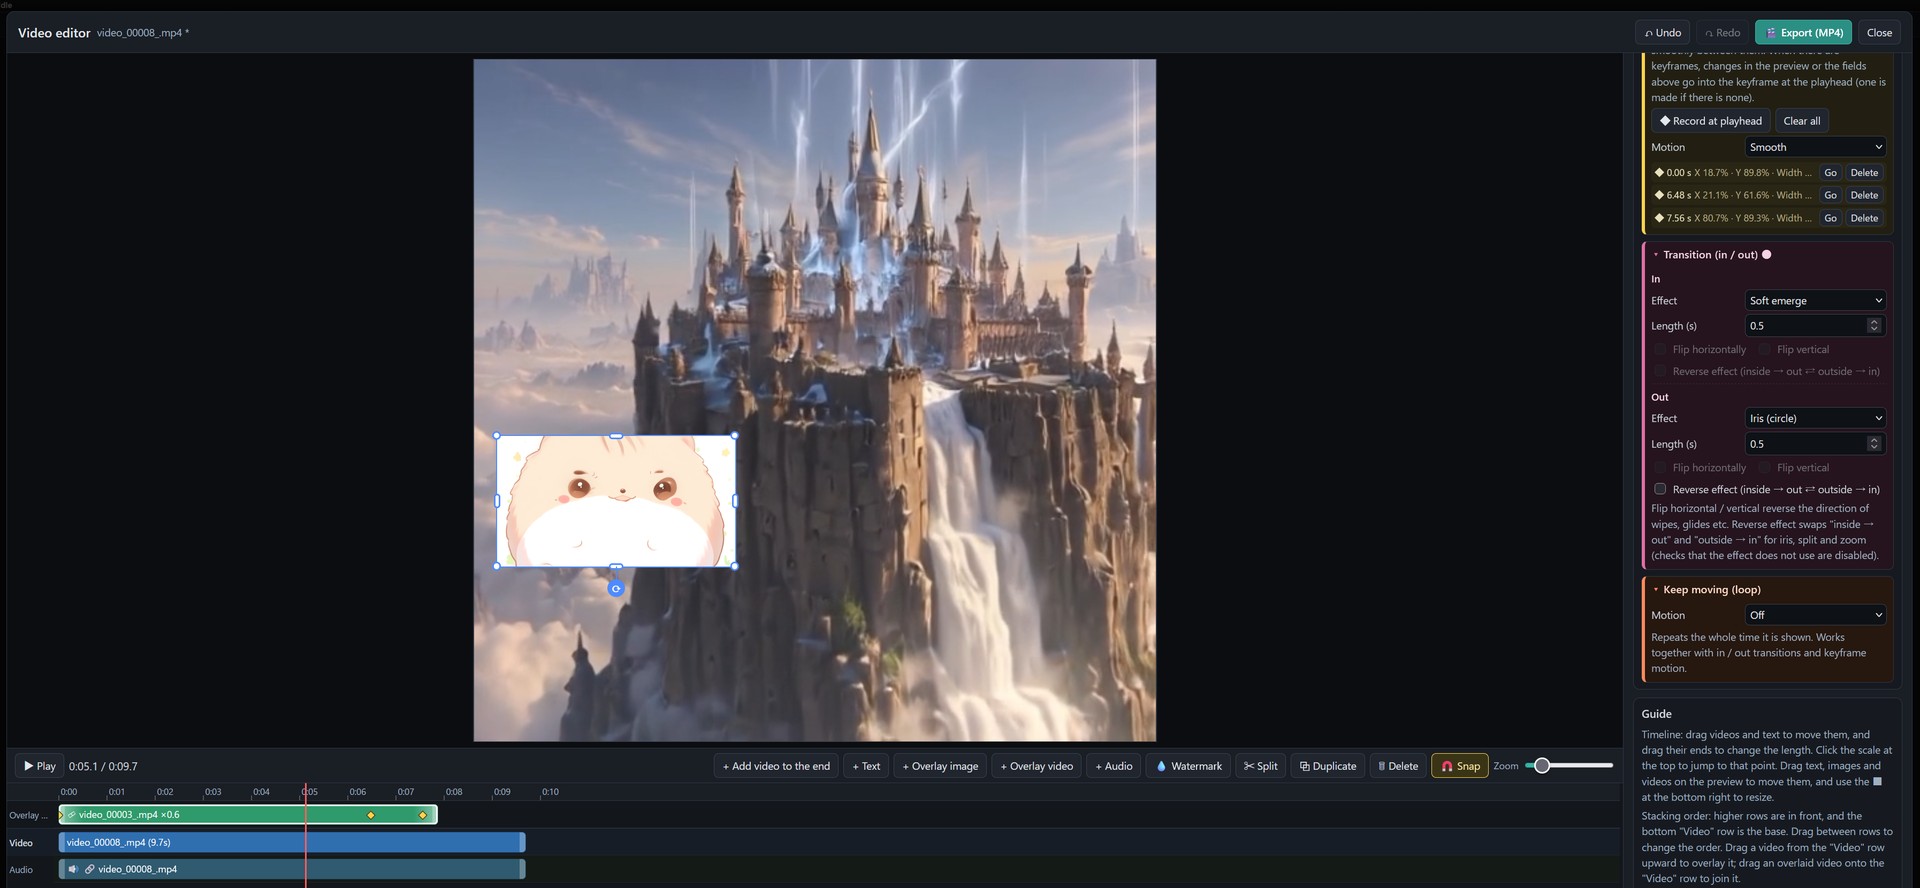 Video editor video_00008_.mp4 *
Undo
Redo
Export (MP4)
Close
keyframes, changes in the preview or the fields
above go into the keyframe at the playhead (one is
made if there is none).
◆ Record at playhead
Clear all
Motion Smooth
◆ 0.00 s X 18.7% · Y 89.8% · Width ... Go Delete
◆ 6.48 s X 21.1% · Y 61.6% · Width ... Go Delete
◆ 7.56 s X 80.7% · Y 89.3% · Width ... Go Delete
Transition (in / out)
In
Effect Soft emerge
Length (s) 0.5
Flip horizontally Flip vertical
Reverse effect (inside → out ⇄ outside → in)
Out
Effect Iris (circle)
Length (s) 0.5
Flip horizontally Flip vertical
Reverse effect (inside → out ⇄ outside → in)
Flip horizontal / vertical reverse the direction of
wipes, glides etc. Reverse effect swaps "inside →
out" and "outside → in" for iris, split and zoom
(checks that the effect does not use are disabled).
Keep moving (loop)
Motion Off
Repeats the whole time it is shown. Works
together with in / out transitions and keyframe
motion.
Guide
Timeline: drag videos and text to move them, and
drag their ends to change the length. Click the scale at
the top to jump to that point. Drag text, images and
videos on the preview to move them, and use the ■
at the bottom right to resize.
Stacking order: higher rows are in front, and the
bottom "Video" row is the base. Drag between rows to
change the order. Drag a video from the "Video" row
upward to overlay it; drag an overlaid video onto the
"Video" row to join it.
▶ Play 0:05.1 / 0:09.7
+ Add video to the end
+ Text
+ Overlay image
+ Overlay video
+ Audio
Watermark
Split
Duplicate
Delete
Snap
Zoom
0:00 0:01 0:02 0:03 0:04 0:05 0:06 0:07 0:08 0:09 0:10
Overlay ... video_00003_.mp4 ×0.6
Video video_00008_.mp4 (9.7s)
Audio video_00008_.mp4